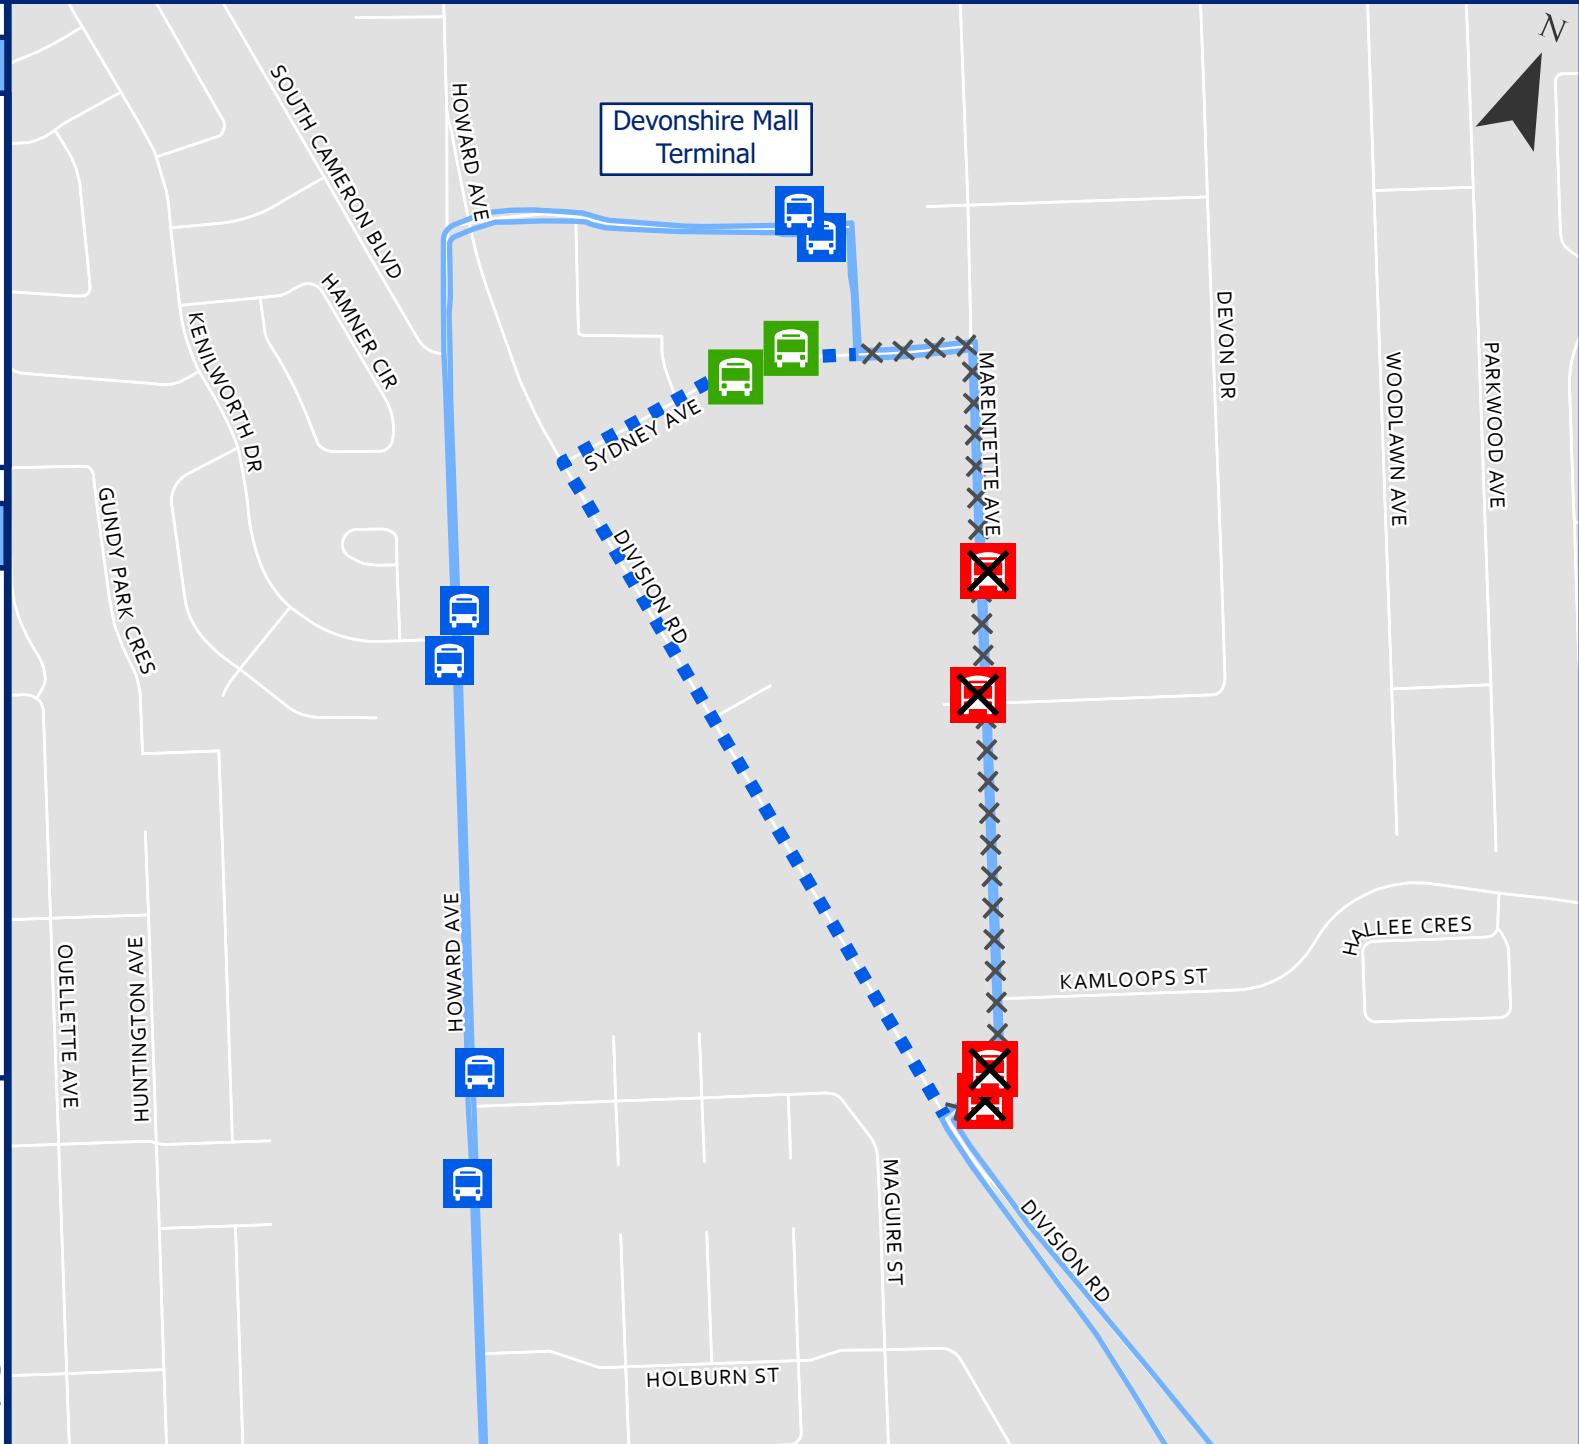 N
SOUTH CAMERON BLVD
HOWARD AVE
Devonshire Mall
Terminal
HAMNER CIR
KENILWORTH DR
DEVON DR
MARENTETTE AVE
WOODLAWN AVE
PARKWOOD AVE
SYDNEY AVE
GUNDY PARK CRES
DIVISION RD
HOWARD AVE
OUELLETTE AVE
HUNTINGTON AVE
HALLEE CRES
KAMLOOPS ST
MAGUIRE ST
DIVISION RD
HOLBURN ST